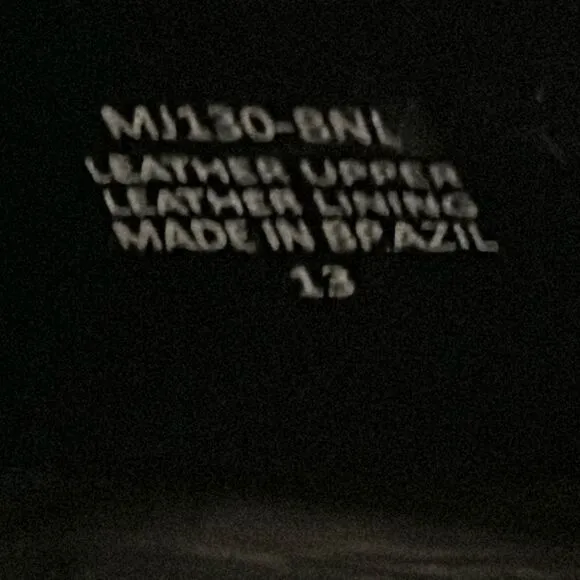 MJ130-BNL
LEATHER UPPER
LEATHER LINING
MADE IN BRAZIL
13